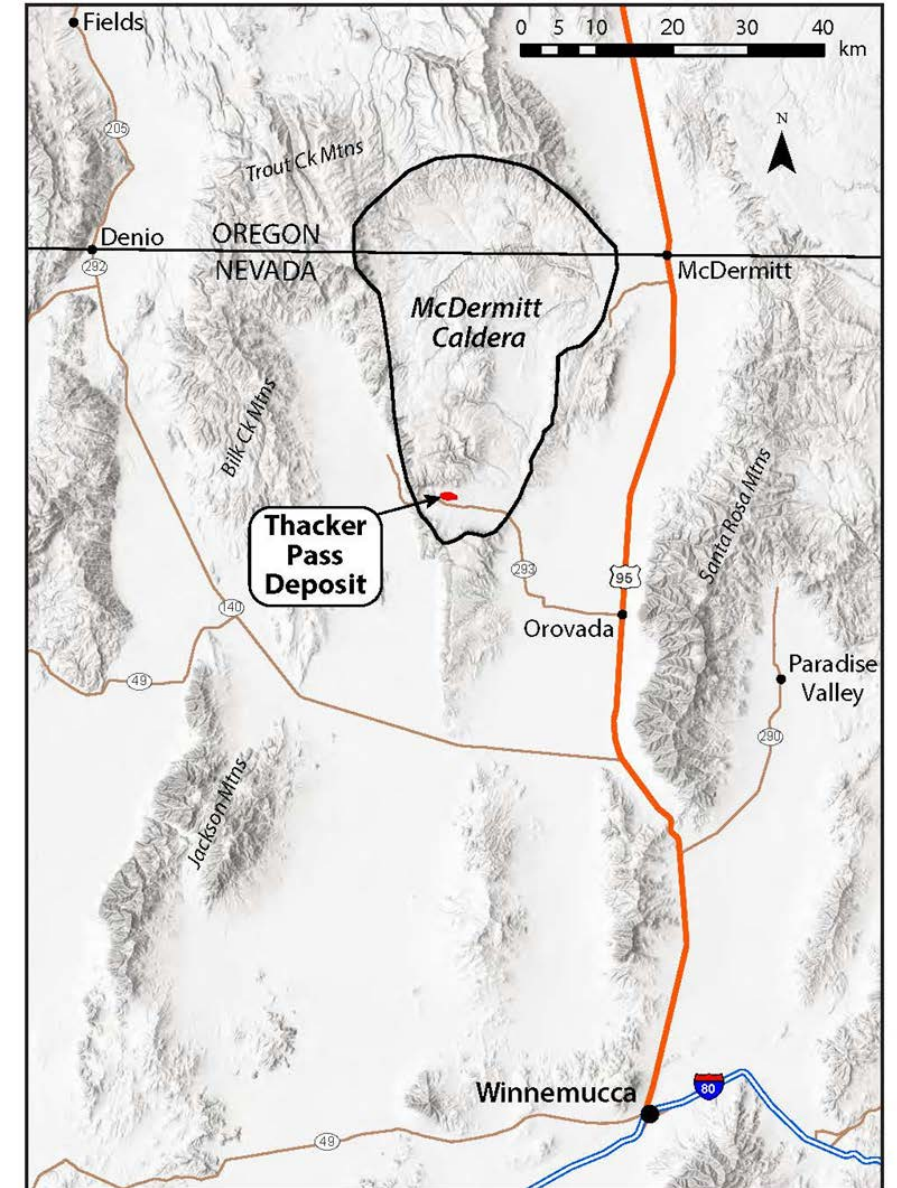 Fields
0 5 10 20 30 40
km
N
205
Trout Ck Mtns
Denio
OREGON
292
NEVADA
McDermitt
McDermitt
Caldera
Bilk Ck Mtns
Santa Rosa Mtns
Thacker
Pass
Deposit
293
95
140
Orovada
Paradise
Valley
49
290
Jackson Mtns
Winnemucca
80
49